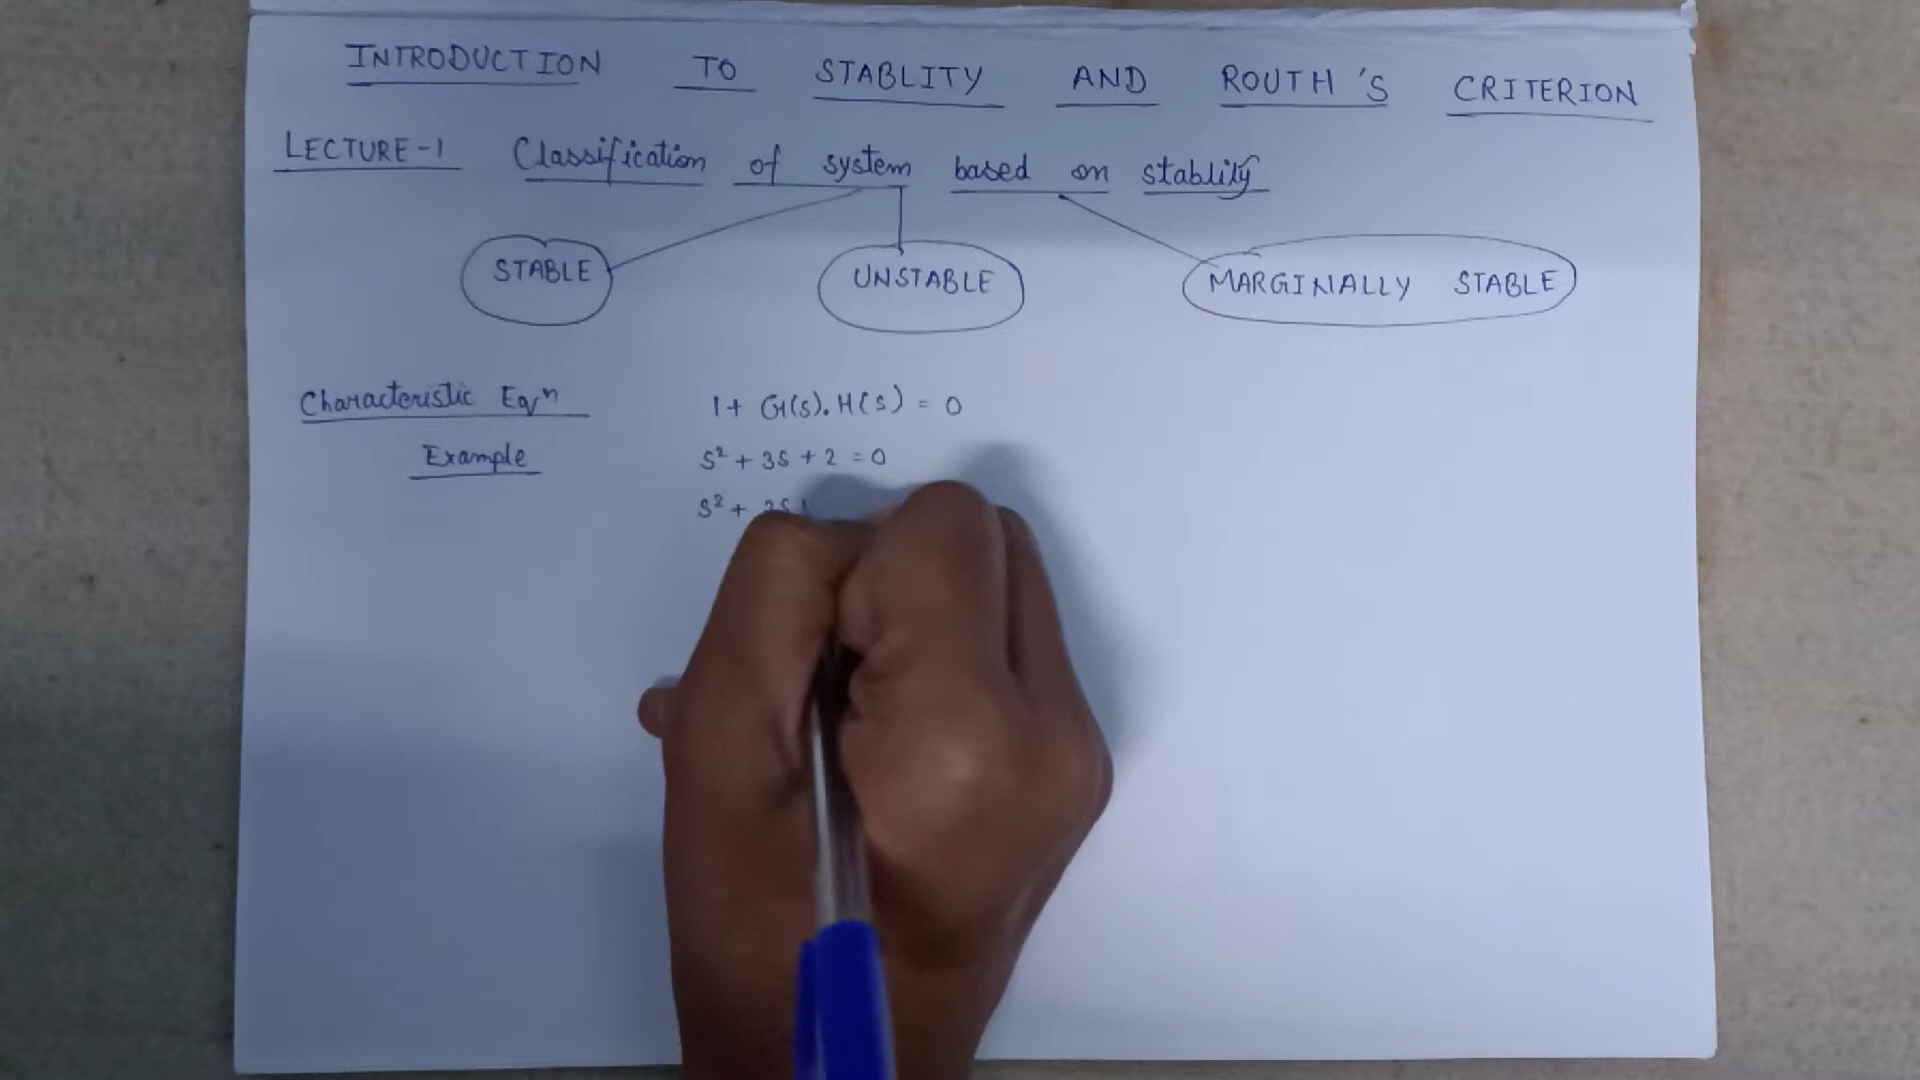 INTRODUCTION TO STABLITY AND ROUTH'S CRITERION
LECTURE-1 Classification of system based on stablity
STABLE UNSTABLE MARGINALLY STABLE
Characteristic Eqⁿ 1 + G(s).H(s) = 0
Example s² + 3s + 2 = 0
s² + 2s +